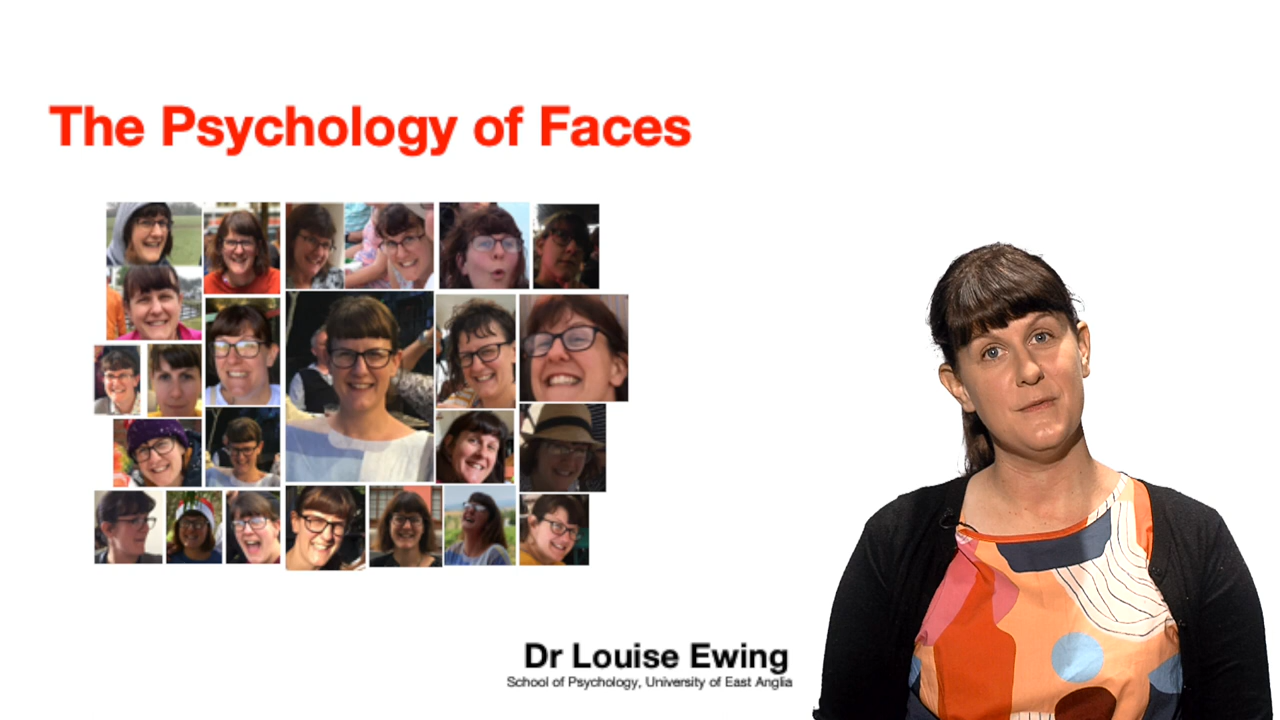 The Psychology of Faces
Dr Louise Ewing
School of Psychology, University of East Anglia